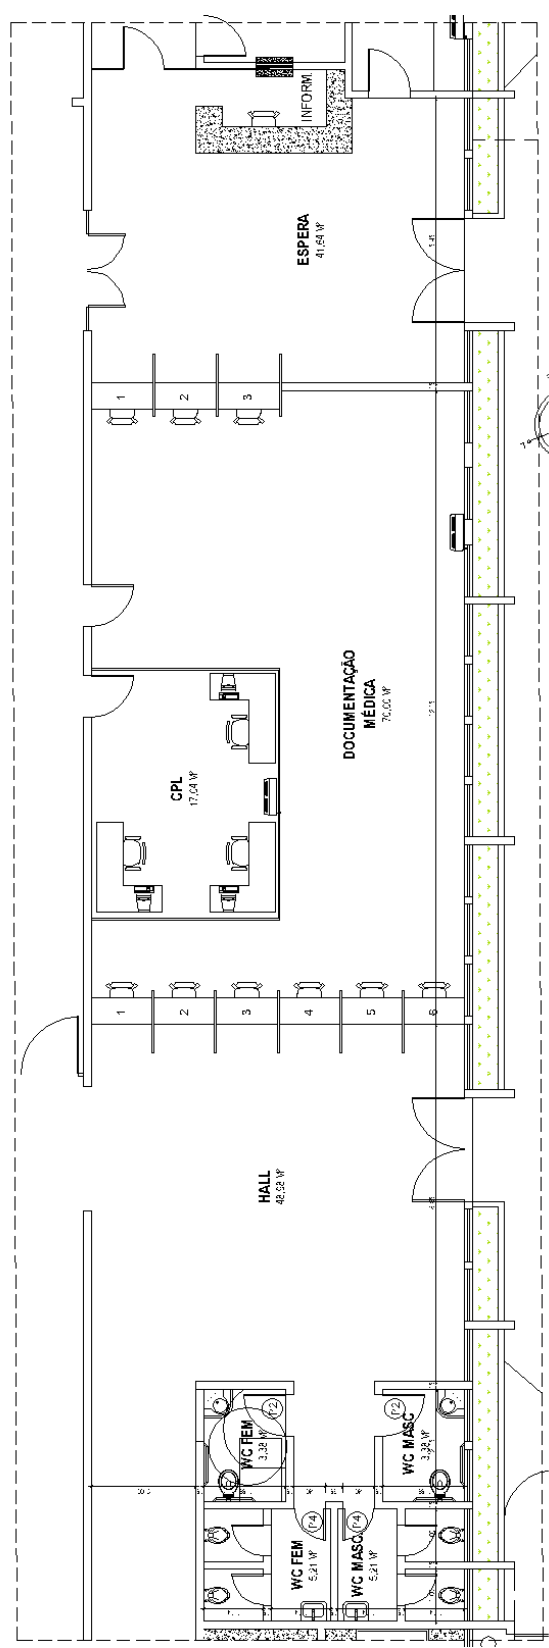 INFORM.
ESPERA
41,64 M²
1
2
3
DOCUMENTAÇÃO
MÉDICA
70,00 M²
CPL
17,04 M²
1
2
3
4
5
6
HALL
48,98 M²
WC FEM
3,38 M²
P2
WC MASC
3,38 M²
P2
WC FEM
5,21 M²
P4
WC MASC
5,21 M²
P4